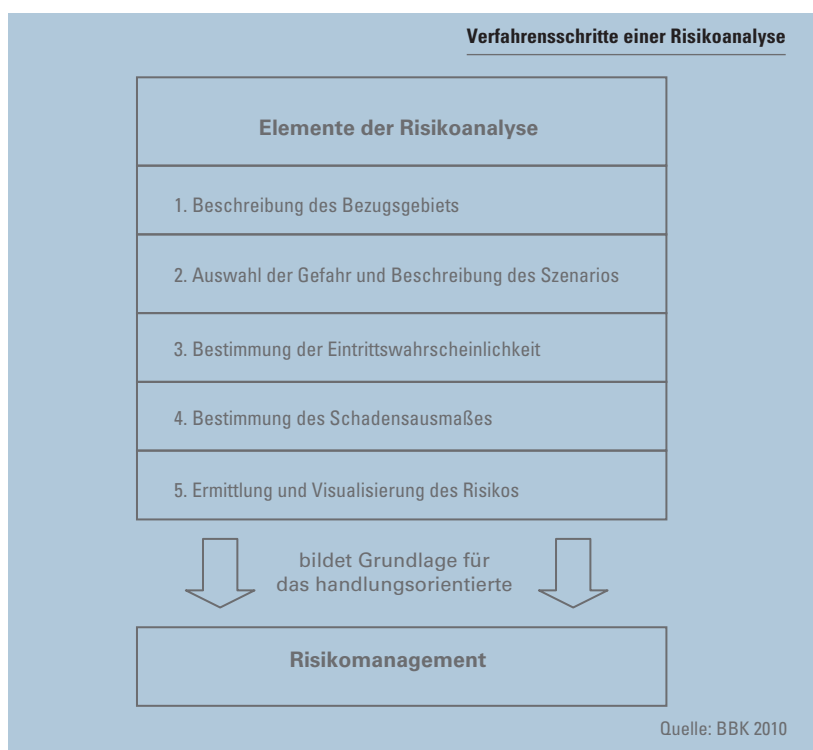 Verfahrensschritte einer Risikoanalyse
Elemente der Risikoanalyse
1. Beschreibung des Bezugsgebiets
2. Auswahl der Gefahr und Beschreibung des Szenarios
3. Bestimmung der Eintrittswahrscheinlichkeit
4. Bestimmung des Schadensausmaßes
5. Ermittlung und Visualisierung des Risikos
bildet Grundlage für
das handlungsorientierte
Risikomanagement
Quelle: BBK 2010